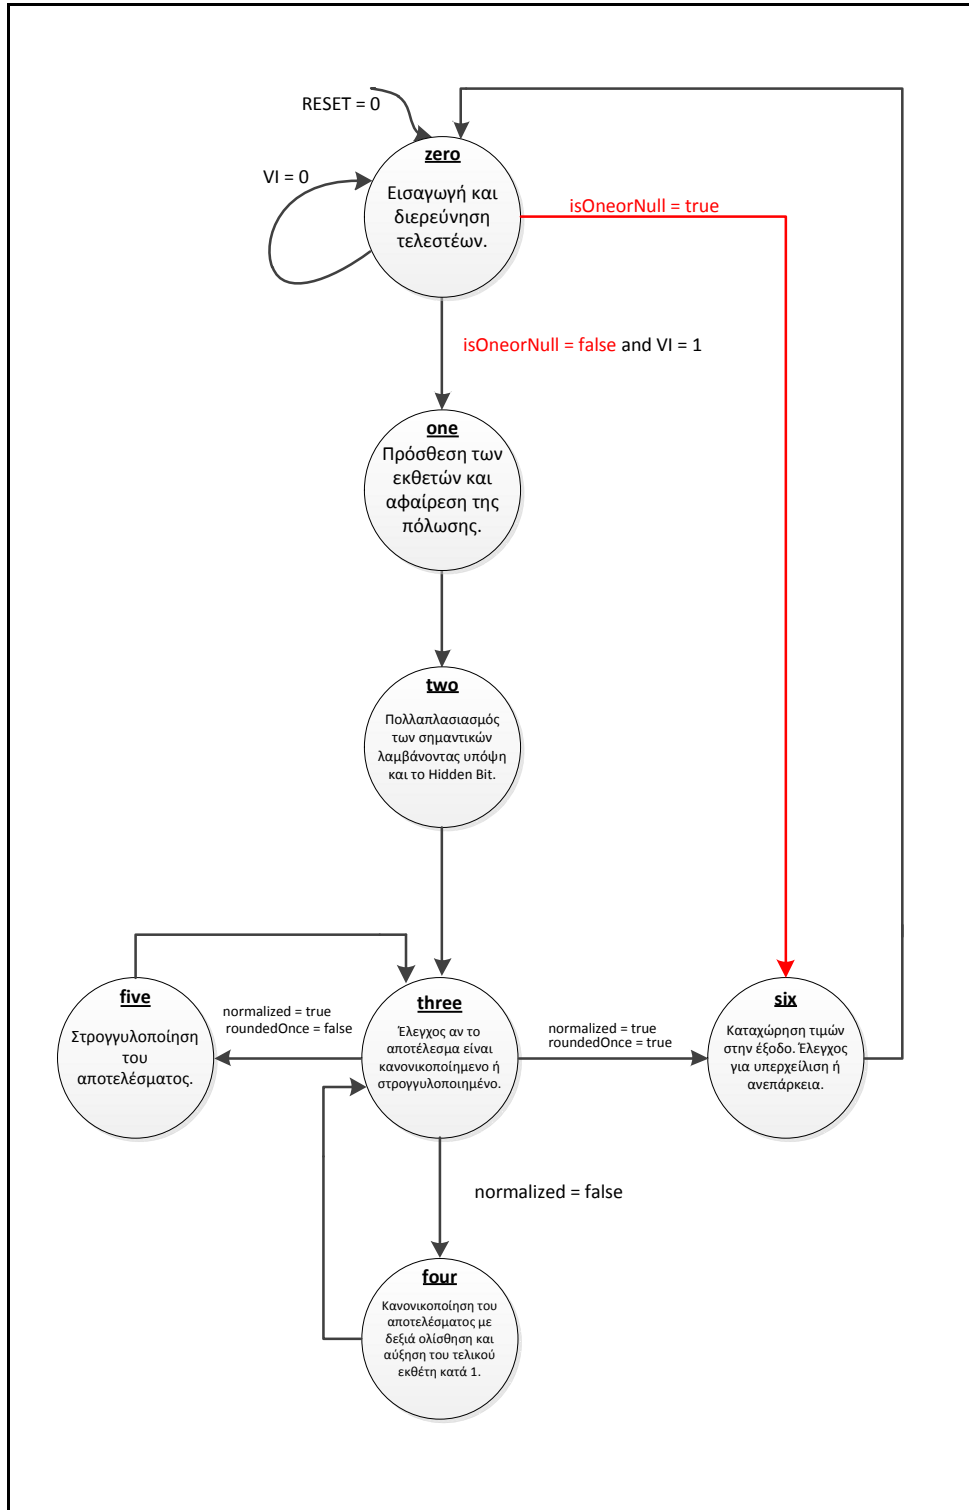 RESET = 0
zero
VI = 0
Εισαγωγή και
διερεύνηση
τελεστέων.
isOneorNull = true
isOneorNull = false and VI = 1
one
Πρόσθεση των
εκθετών και
αφαίρεση της
πόλωσης.
two
Πολλαπλασιασμός
των σημαντικών
λαμβάνοντας υπόψη
και το Hidden Bit.
five
Στρογγυλοποίηση
του
αποτελέσματος.
normalized = true
roundedOnce = false
three
Έλεγχος αν το
αποτέλεσμα είναι
κανονικοποίημενο ή
στρογγυλοποιημένο.
normalized = true
roundedOnce = true
six
Καταχώρηση τιμών
στην έξοδο. Έλεγχος
για υπερχείλιση ή
ανεπάρκεια.
normalized = false
four
Κανονικοποίηση του
αποτελέσματος με
δεξιά ολίσθηση και
αύξηση του τελικού
εκθέτη κατά 1.